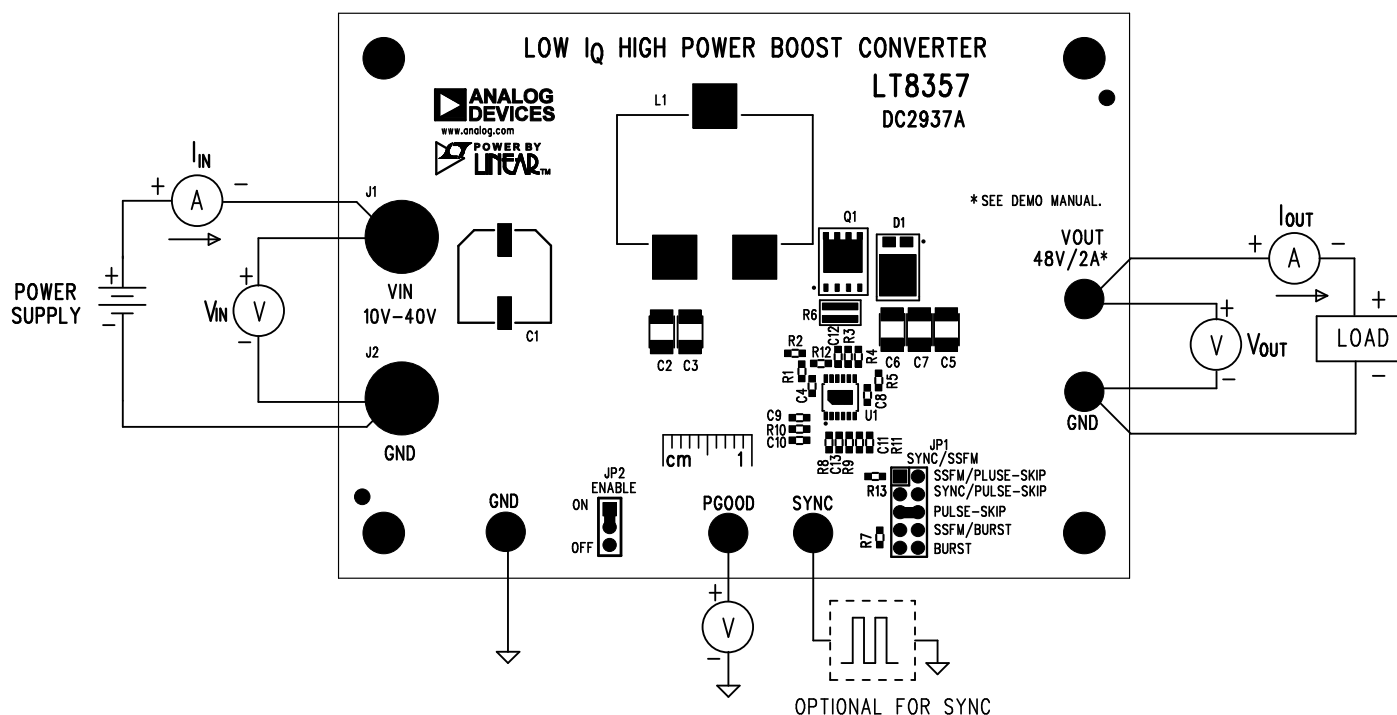 LOW IQ HIGH POWER BOOST CONVERTER
LT8357
DC2937A
ANALOG
DEVICES
www.analog.com
POWER BY
LINEAR™
L1
IIN
+ A -
J1
* SEE DEMO MANUAL.
Q1
D1
IOUT
+ A -
VOUT
48V/2A*
POWER
SUPPLY
+
-
+
VIN
V
-
VIN
10V-40V
C1
R6
+
V
-
VOUT
+
LOAD
-
J2
C2
C3
R2
R12
C12
R3
R4
C6
C7
C5
R1
C4
R5
C8
U1
GND
GND
C9
R10
C10
R8
C13
R9
C11
R11
cm 1
JP1
SYNC/SSFM
SSFM/PLUSE-SKIP
SYNC/PULSE-SKIP
PULSE-SKIP
SSFM/BURST
BURST
R13
R7
JP2
ENABLE
ON
OFF
GND
PGOOD
SYNC
+
V
-
OPTIONAL FOR SYNC